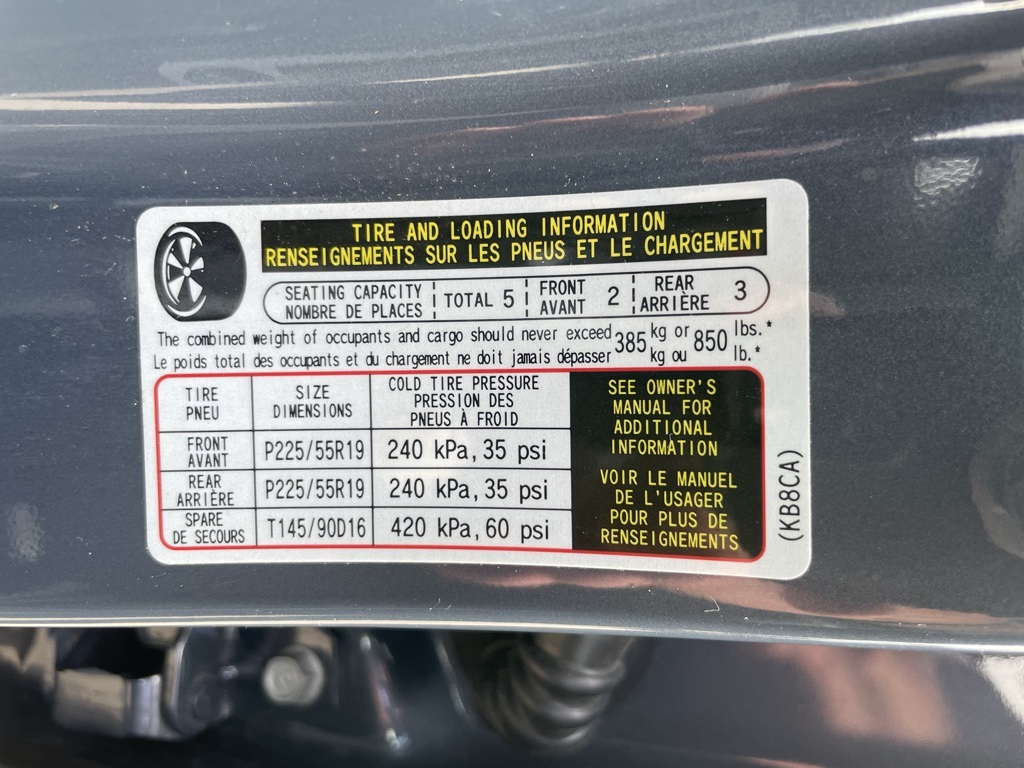 TIRE AND LOADING INFORMATION
RENSEIGNEMENTS SUR LES PNEUS ET LE CHARGEMENT
SEATING CAPACITY
NOMBRE DE PLACES
TOTAL 5
FRONT
AVANT
2
REAR
ARRIÈRE
3
The combined weight of occupants and cargo should never exceed 385 kg or 850 lbs.*
Le poids total des occupants et du chargement ne doit jamais dépasser kg ou lb.*
TIRE
PNEU
SIZE
DIMENSIONS
COLD TIRE PRESSURE
PRESSION DES
PNEUS À FROID
FRONT
AVANT
P225/55R19
240 kPa, 35 psi
REAR
ARRIÈRE
P225/55R19
240 kPa, 35 psi
SPARE
DE SECOURS
T145/90D16
420 kPa, 60 psi
SEE OWNER'S
MANUAL FOR
ADDITIONAL
INFORMATION
VOIR LE MANUEL
DE L'USAGER
POUR PLUS DE
RENSEIGNEMENTS
(KB8CA)